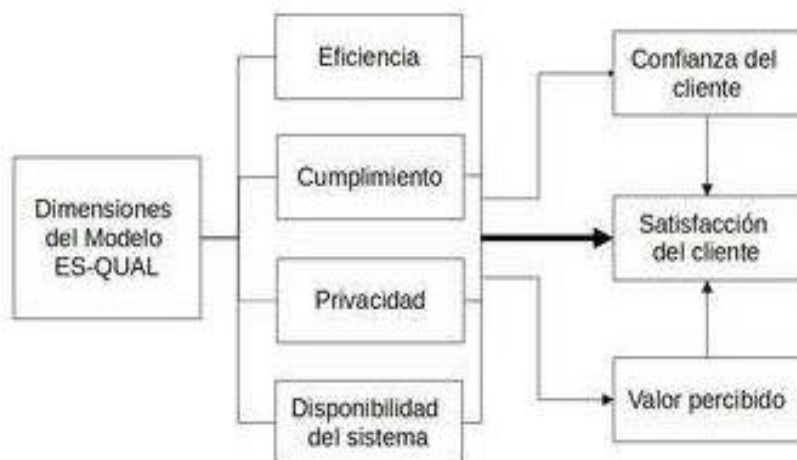 Dimensiones
del Modelo
ES-QUAL
Eficiencia
Cumplimiento
Privacidad
Disponibilidad
del sistema
Confianza del
cliente
Satisfacción
del cliente
Valor percibido